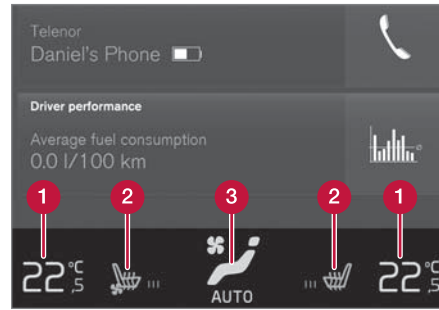 Telenor
Daniel's Phone
Driver performance
Average fuel consumption
0.0 l/100 km
1 2 3 2 1
22,5 °C AUTO 22,5 °C